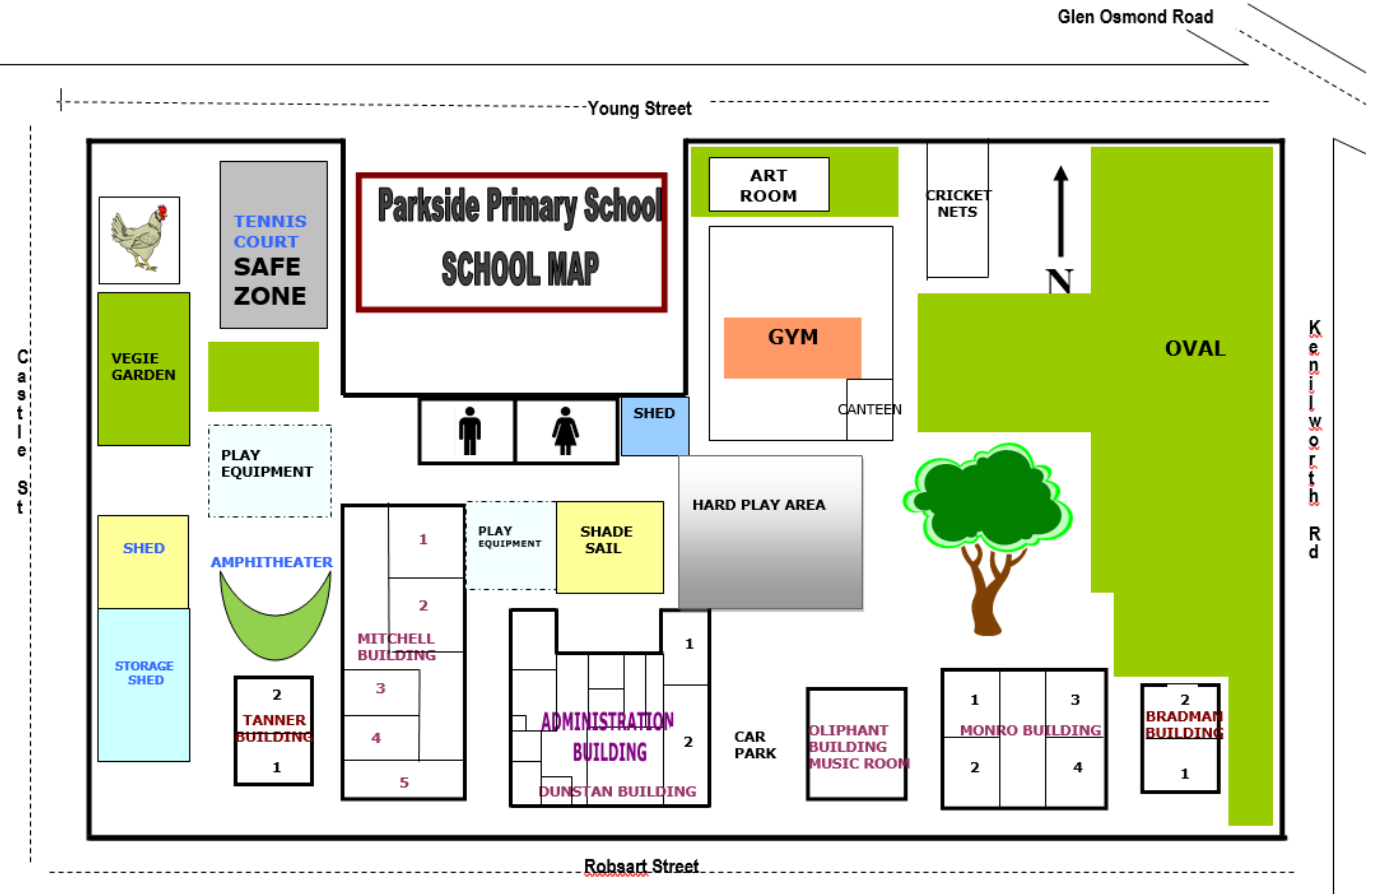 Glen Osmond Road
Young Street
Parkside Primary School
SCHOOL MAP
ART
ROOM
CRICKET
NETS
N
TENNIS
COURT
SAFE
ZONE
VEGIE
GARDEN
GYM
CANTEEN
OVAL
Castle St
Kenilworth Rd
SHED
PLAY
EQUIPMENT
HARD PLAY AREA
PLAY
EQUIPMENT
SHADE
SAIL
SHED
AMPHITHEATER
1
2
MITCHELL
BUILDING
3
4
5
STORAGE
SHED
2
TANNER
BUILDING
1
1
2
ADMINISTRATION
BUILDING
DUNSTAN BUILDING
CAR
PARK
OLIPHANT
BUILDING
MUSIC ROOM
1
3
MONRO BUILDING
2
4
2
BRADMAN
BUILDING
1
Robsart Street